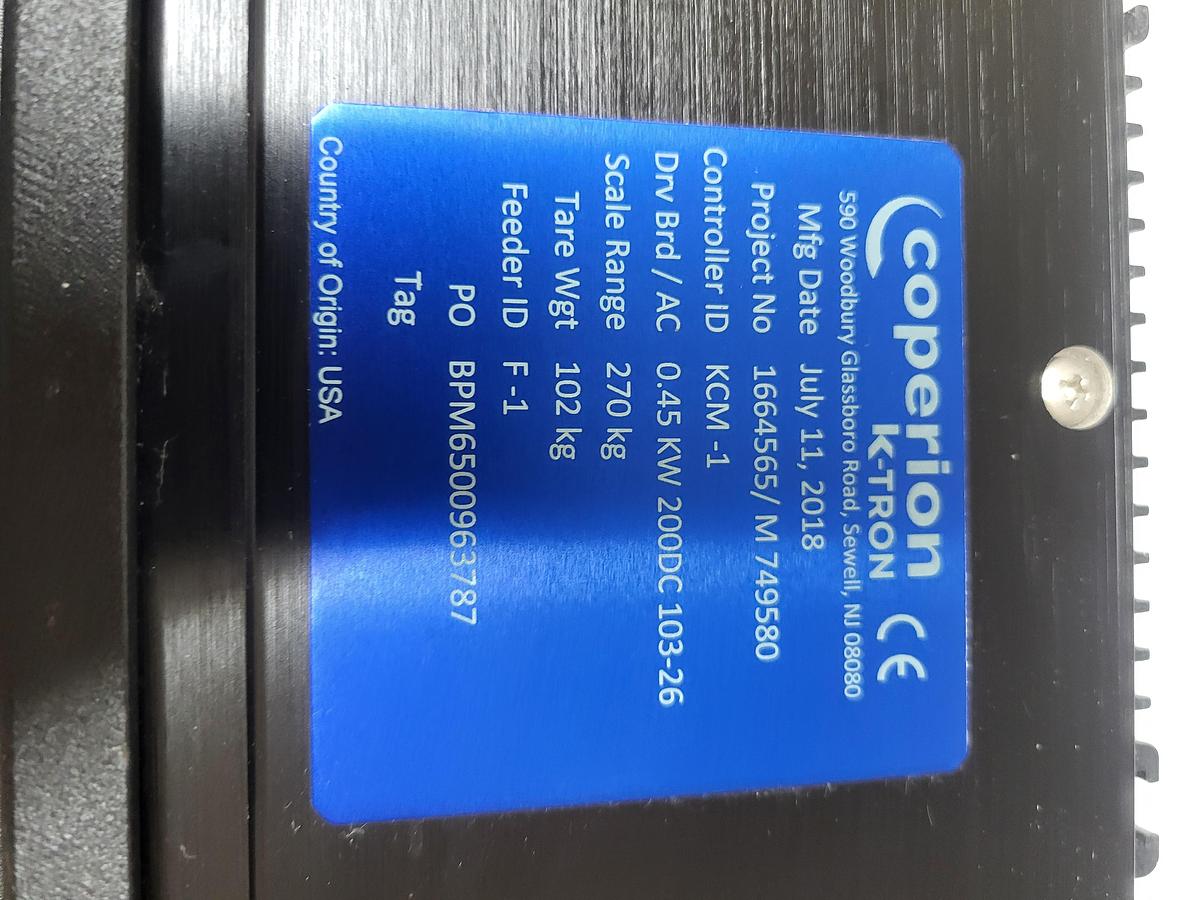 coperion
K-TRON CE
590 Woodbury Glassboro Road, Sewell, NJ 08080
Mfg Date July 11, 2018
Project No 1664565/ M 749580
Controller ID KCM -1
Drv Brd / AC 0.45 KW 200DC 103-26
Scale Range 270 kg
Tare Wgt 102 kg
Feeder ID F -1
PO BPM6500963787
Tag
Country of Origin: USA